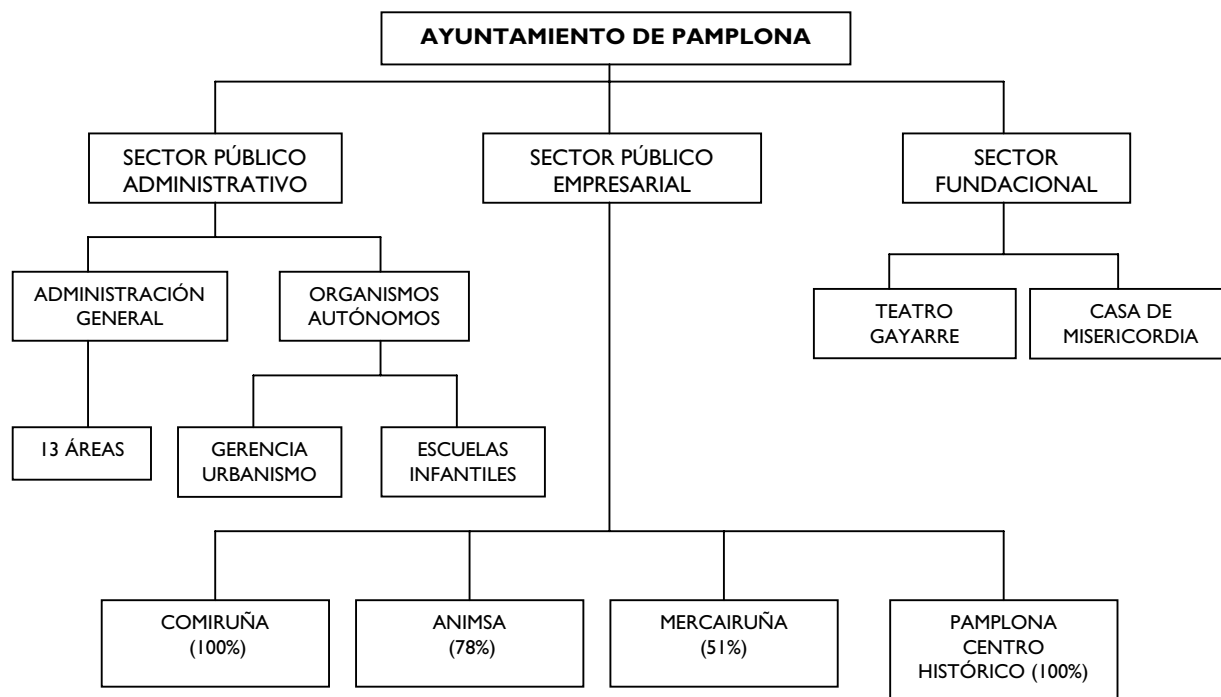 AYUNTAMIENTO DE PAMPLONA
SECTOR PÚBLICO
ADMINISTRATIVO
SECTOR PÚBLICO
EMPRESARIAL
SECTOR
FUNDACIONAL
ADMINISTRACIÓN
GENERAL
ORGANISMOS
AUTÓNOMOS
TEATRO
GAYARRE
CASA DE
MISERICORDIA
13 ÁREAS
GERENCIA
URBANISMO
ESCUELAS
INFANTILES
COMIRUÑA
(100%)
ANIMSA
(78%)
MERCAIRUÑA
(51%)
PAMPLONA
CENTRO
HISTÓRICO (100%)